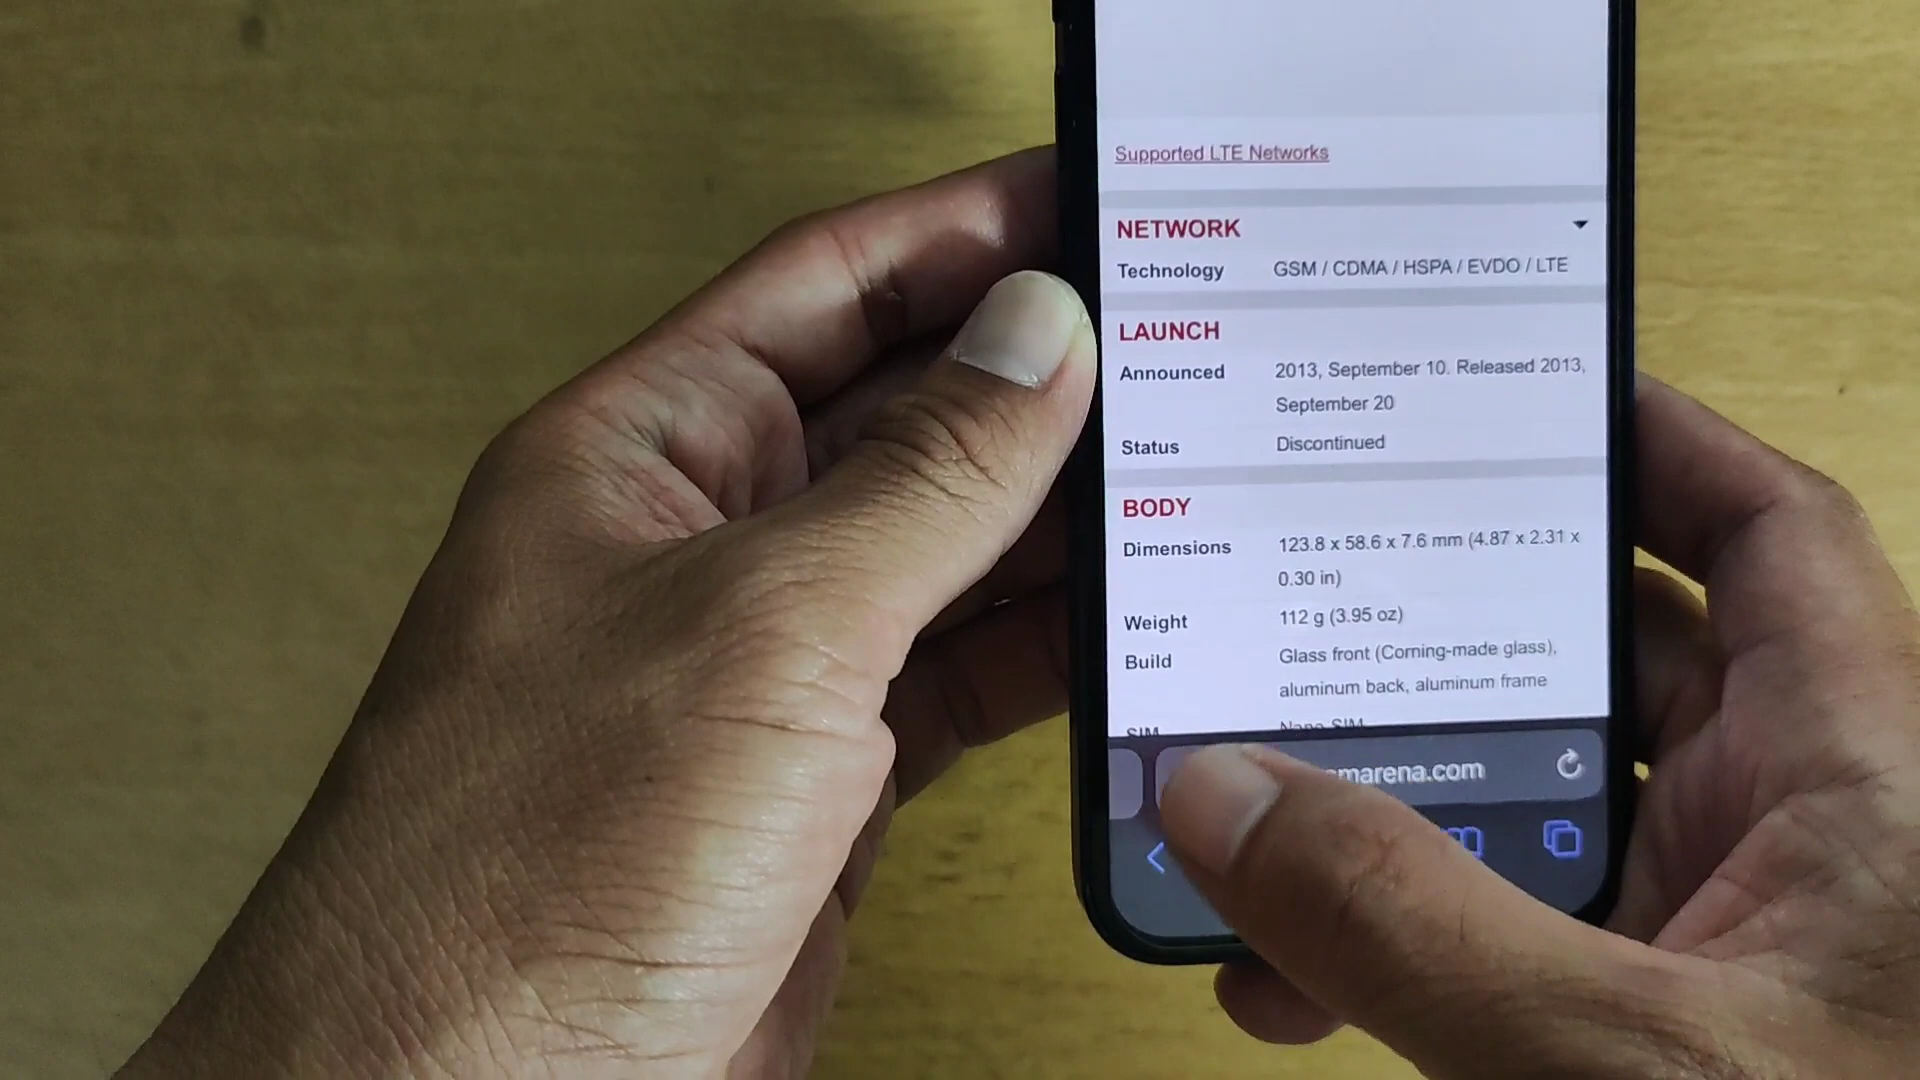 Supported LTE Networks
NETWORK
Technology GSM / CDMA / HSPA / EVDO / LTE
LAUNCH
Announced 2013, September 10. Released 2013,
September 20
Status Discontinued
BODY
Dimensions 123.8 x 58.6 x 7.6 mm (4.87 x 2.31 x
0.30 in)
Weight 112 g (3.95 oz)
Build Glass front (Corning-made glass),
aluminum back, aluminum frame
SIM Nano-SIM
marena.com